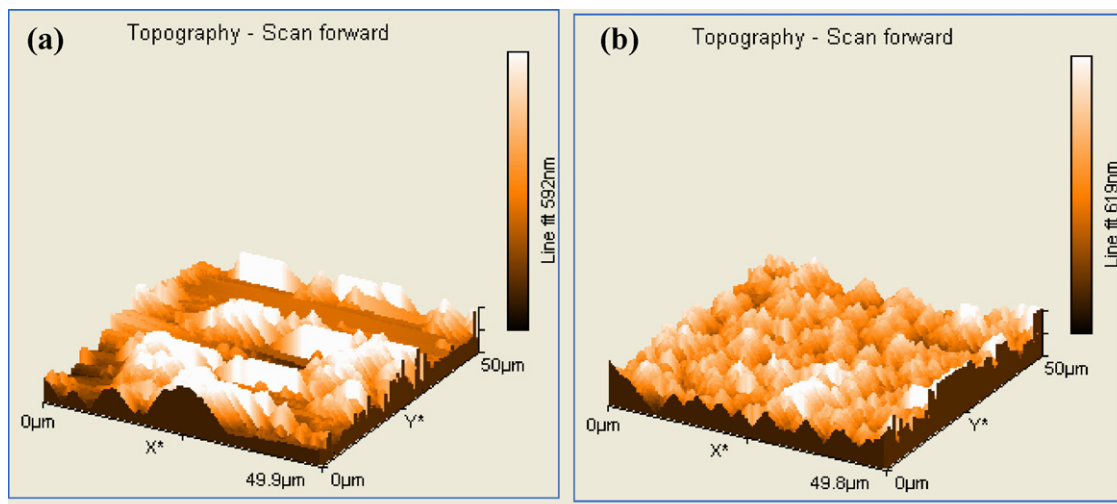 (a)
Topography - Scan forward
Line fit 592nm
0µm
X*
49.9µm
0µm
Y*
50µm
(b)
Topography - Scan forward
Line fit 619nm
0µm
X*
49.8µm
0µm
Y*
50µm